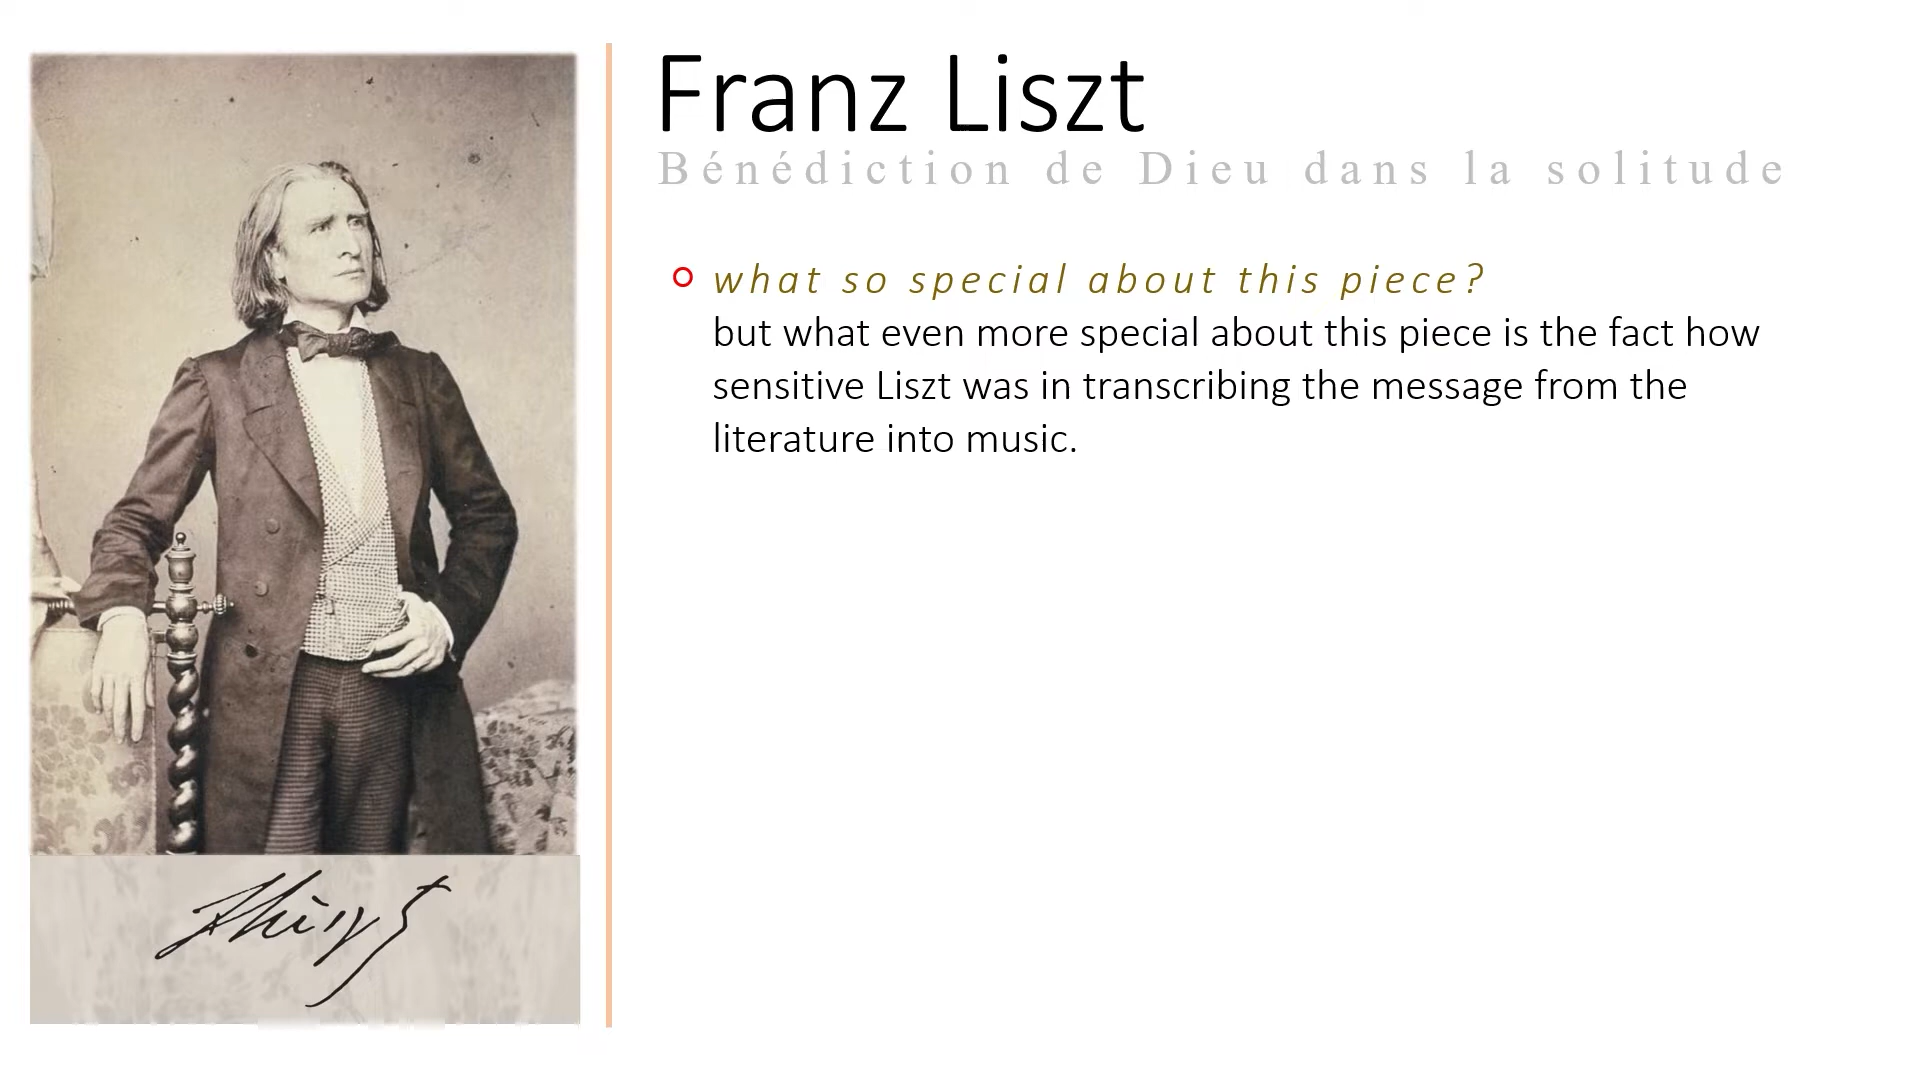 Franz Liszt
Bénédiction de Dieu dans la solitude
what so special about this piece?
but what even more special about this piece is the fact how
sensitive Liszt was in transcribing the message from the
literature into music.